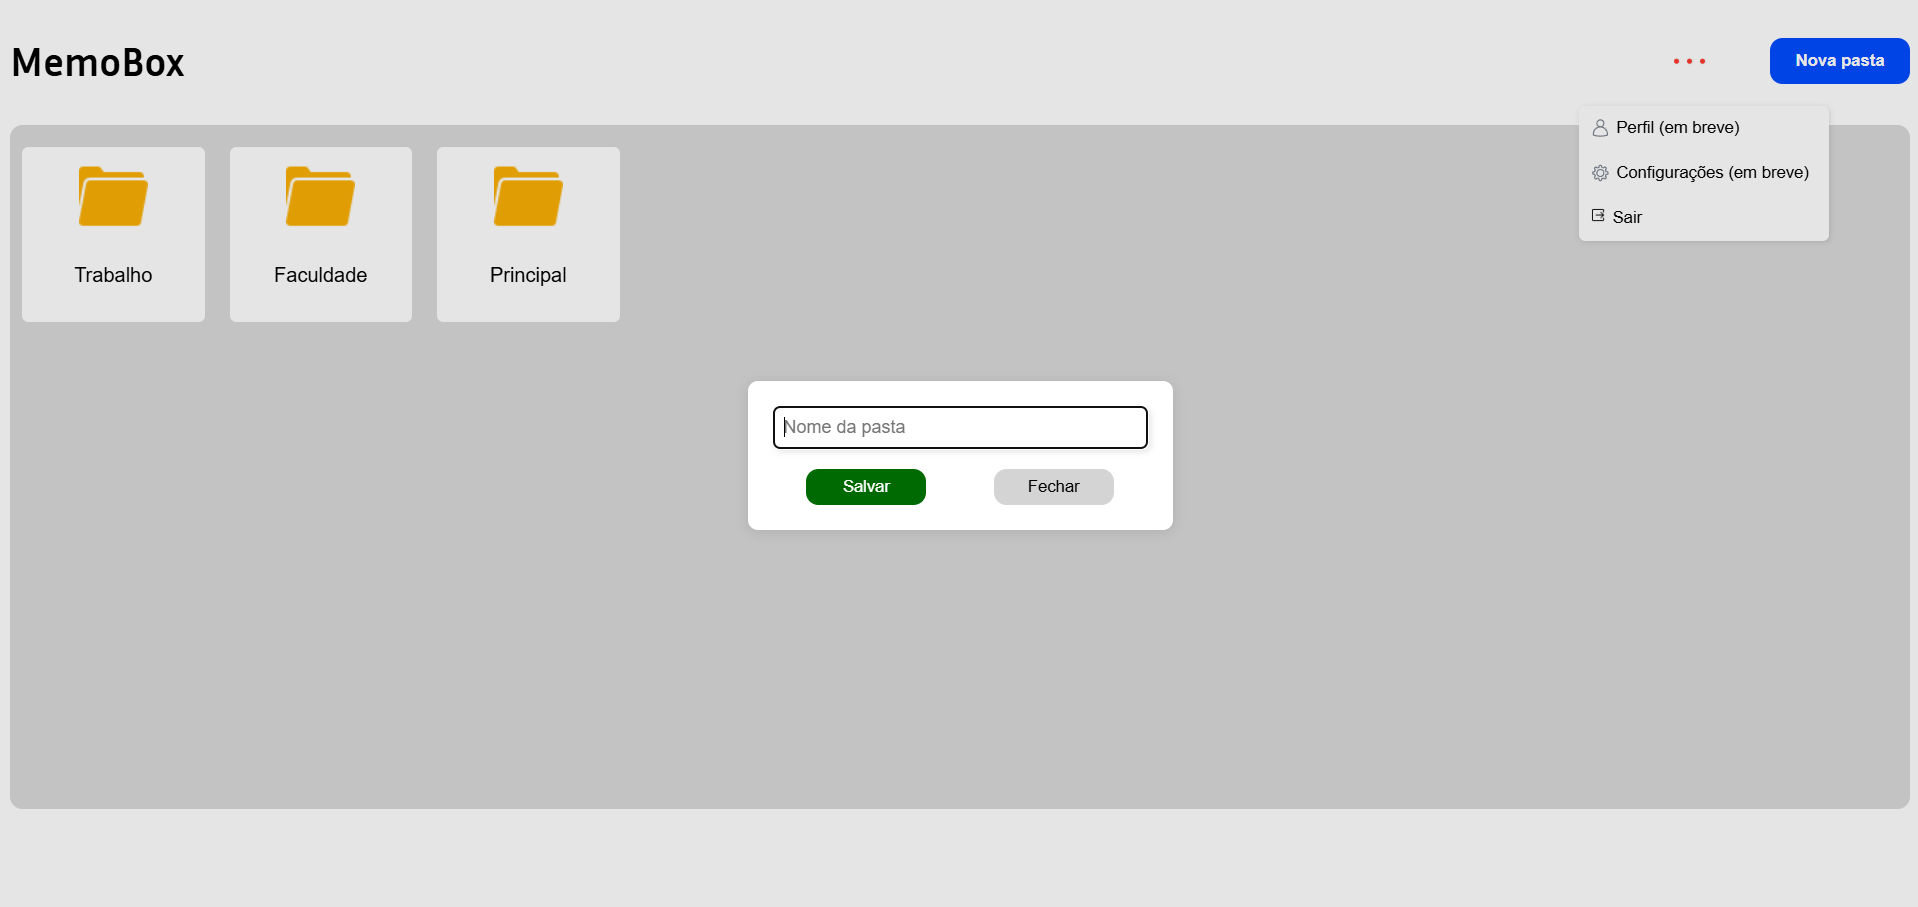 MemoBox
Nova pasta
Perfil (em breve)
Configurações (em breve)
Sair
Trabalho
Faculdade
Principal
Nome da pasta
Salvar
Fechar